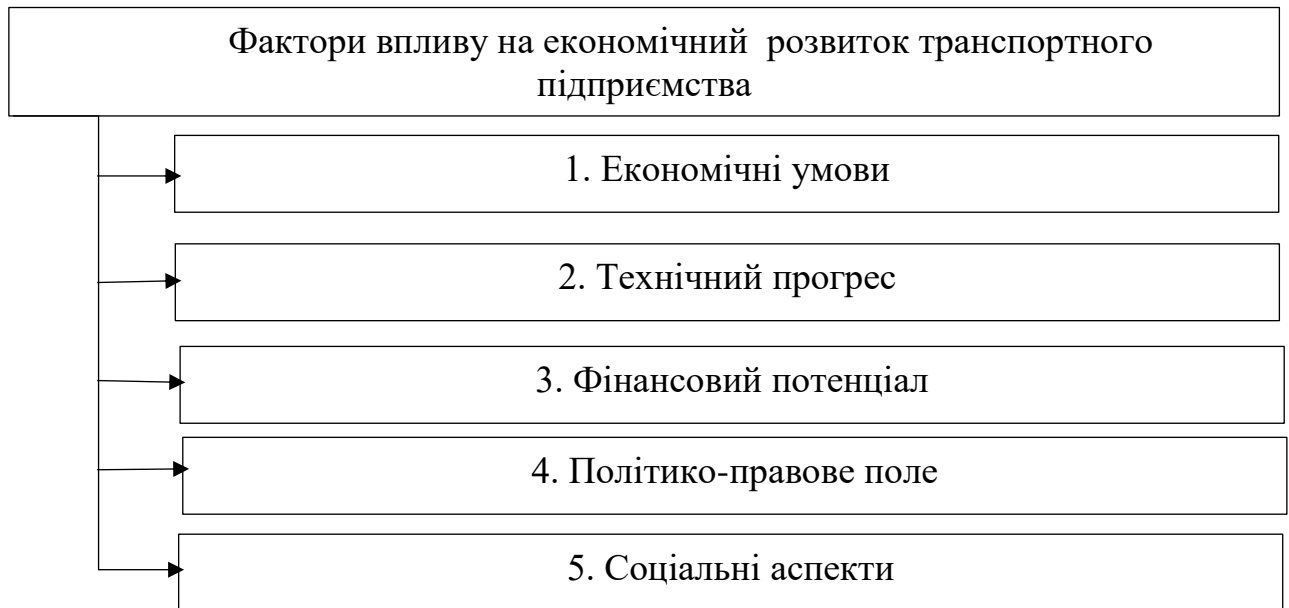 Фактори впливу на економічний розвиток транспортного
підприємства
1. Економічні умови
2. Технічний прогрес
3. Фінансовий потенціал
4. Політико-правове поле
5. Соціальні аспекти